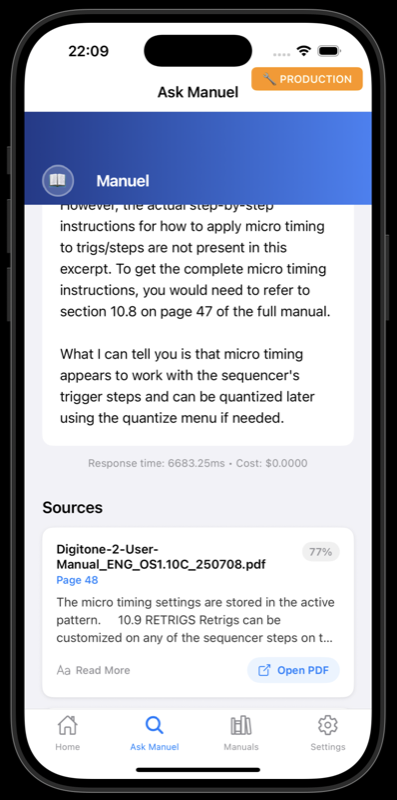 22:09
Ask Manuel
PRODUCTION
Manuel
However, the actual step-by-step
instructions for how to apply micro timing
to trigs/steps are not present in this
excerpt. To get the complete micro timing
instructions, you would need to refer to
section 10.8 on page 47 of the full manual.
What I can tell you is that micro timing
appears to work with the sequencer's
trigger steps and can be quantized later
using the quantize menu if needed.
Response time: 6683.25ms • Cost: $0.0000
Sources
Digitone-2-User-
Manual_ENG_OS1.10C_250708.pdf
77%
Page 48
The micro timing settings are stored in the active
pattern. 10.9 RETRIGS Retrigs can be
customized on any of the sequencer steps on t...
Aa Read More
Open PDF
Home
Ask Manuel
Manuals
Settings